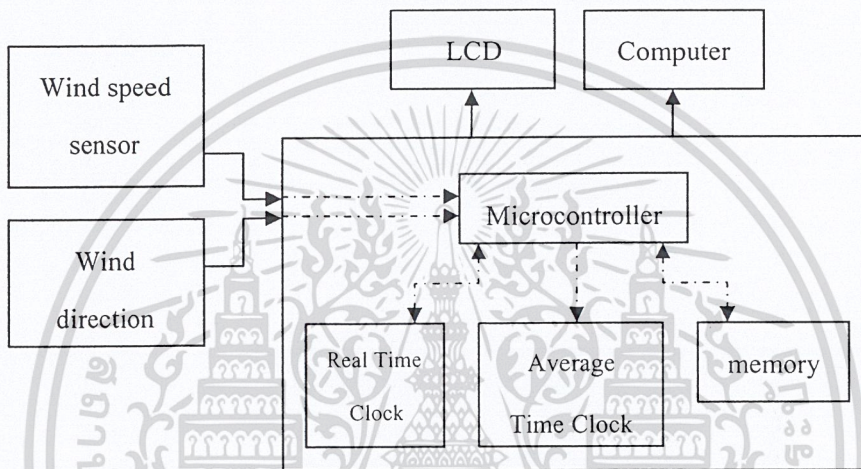 LCD
Computer
Wind speed
sensor
Microcontroller
Wind
direction
Real Time
Clock
Average
Time Clock
memory